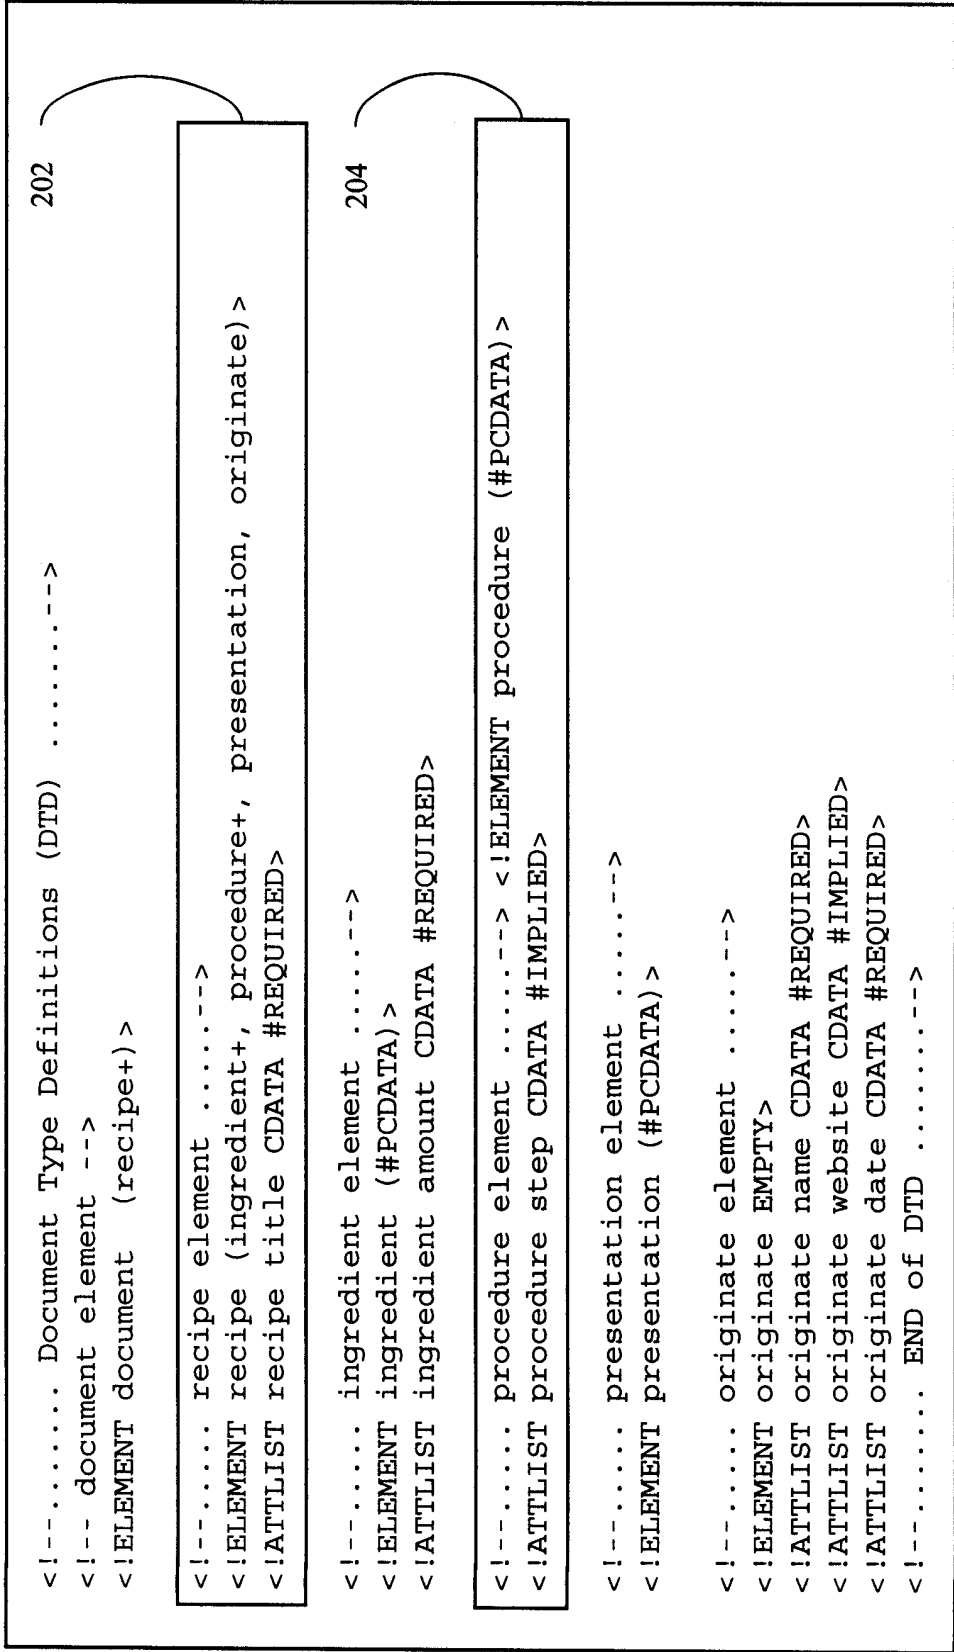 <!--....... Document Type Definitions (DTD) ........-->
<!-- document element -->
<!ELEMENT document (recipe+)>
202
<!--..... recipe element .....-->
<!ELEMENT recipe (ingredient+, procedure+, presentation, originate)>
<!ATTLIST recipe title CDATA #REQUIRED>
<!--..... ingredient element .....-->
<!ELEMENT ingredient (#PCDATA)>
<!ATTLIST ingredient amount CDATA #REQUIRED>
204
<!--..... procedure element .....--> <!ELEMENT procedure (#PCDATA)>
<!ATTLIST procedure step CDATA #IMPLIED>
<!--..... presentation element .....-->
<!ELEMENT presentation (#PCDATA)>
<!--..... originate element .....-->
<!ELEMENT originate EMPTY>
<!ATTLIST originate name CDATA #REQUIRED>
<!ATTLIST originate website CDATA #IMPLIED>
<!ATTLIST originate date CDATA #REQUIRED>
<!--....... END of DTD .......-->